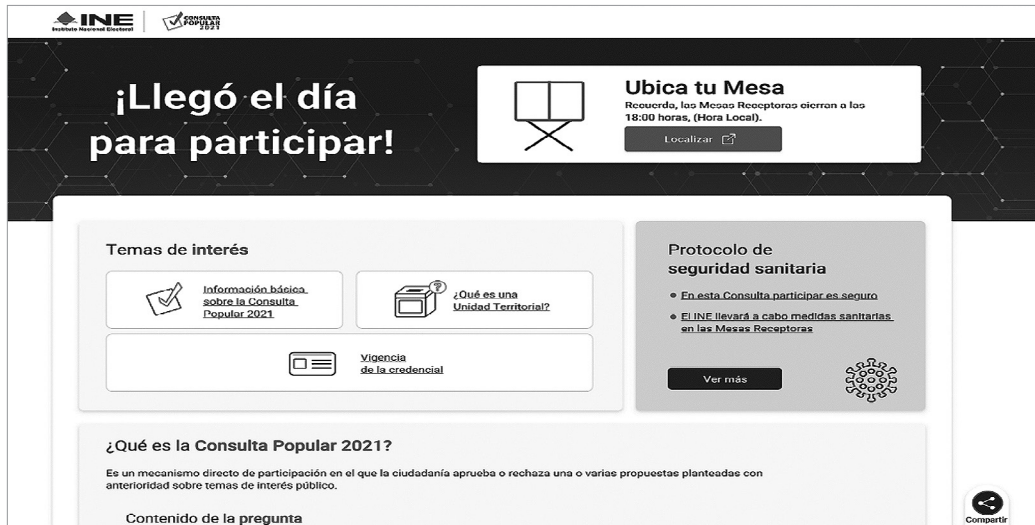 INE
Instituto Nacional Electoral
CONSULTA
POPULAR
2021
¡Llegó el día
para participar!
Ubica tu Mesa
Recuerda, las Mesas Receptoras cierran a las
18:00 horas, (Hora Local).
Localizar
Temas de interés
Información básica
sobre la Consulta
Popular 2021
?
¿Qué es una
Unidad Territorial?
Vigencia
de la credencial
Protocolo de
seguridad sanitaria
En esta Consulta participar es seguro
El INE llevará a cabo medidas sanitarias
en las Mesas Receptoras
Ver más
¿Qué es la Consulta Popular 2021?
Es un mecanismo directo de participación en el que la ciudadanía aprueba o rechaza una o varias propuestas planteadas con
anterioridad sobre temas de interés público.
Contenido de la pregunta
Compartir